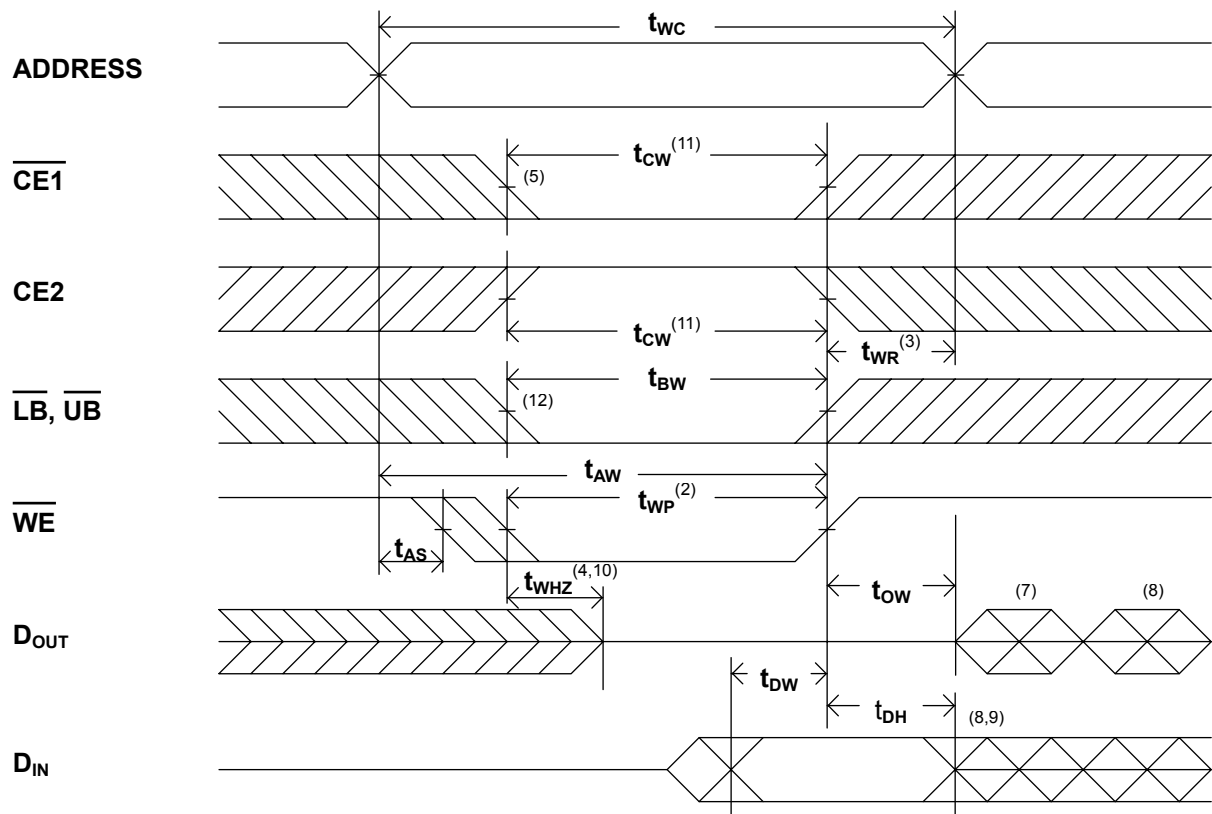 tWC
ADDRESS
tCW(11)
CE1
(5)
CE2
tCW(11)
tWR(3)
tBW
LB, UB
(12)
tAW
tWP(2)
WE
tAS
tWHZ(4,10)
tOW
(7)
(8)
DOUT
tDW
tDH
(8,9)
DIN